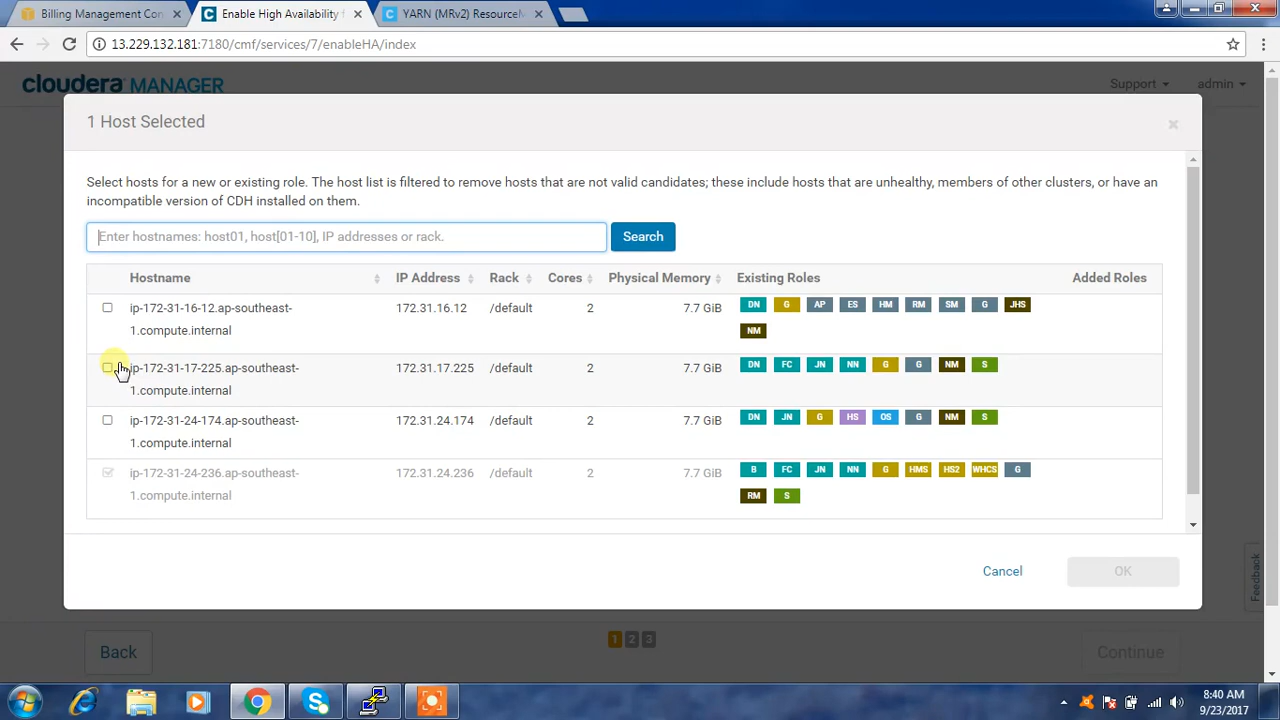 Billing Management Con
Enable High Availability f
YARN (MRv2) ResourceM
13.229.132.181:7180/cmf/services/7/enableHA/index
cloudera MANAGER
Support
admin
1 Host Selected
Select hosts for a new or existing role. The host list is filtered to remove hosts that are not valid candidates; these include hosts that are unhealthy, members of other clusters, or have an
incompatible version of CDH installed on them.
Enter hostnames: host01, host[01-10], IP addresses or rack.
Search
Hostname IP Address Rack Cores Physical Memory Existing Roles Added Roles
ip-172-31-16-12.ap-southeast- 172.31.16.12 /default 2 7.7 GiB DN G AP ES HM RM SM G JHS
1.compute.internal NM
ip-172-31-17-225.ap-southeast- 172.31.17.225 /default 2 7.7 GiB DN FC JN NN G G NM S
1.compute.internal
ip-172-31-24-174.ap-southeast- 172.31.24.174 /default 2 7.7 GiB DN JN G HS OS G NM S
1.compute.internal
ip-172-31-24-236.ap-southeast- 172.31.24.236 /default 2 7.7 GiB B FC JN NN G HMS HS2 WHCS G
1.compute.internal RM S
Cancel
OK
Feedback
Back
1 2 3
Continue
8:40 AM
9/23/2017